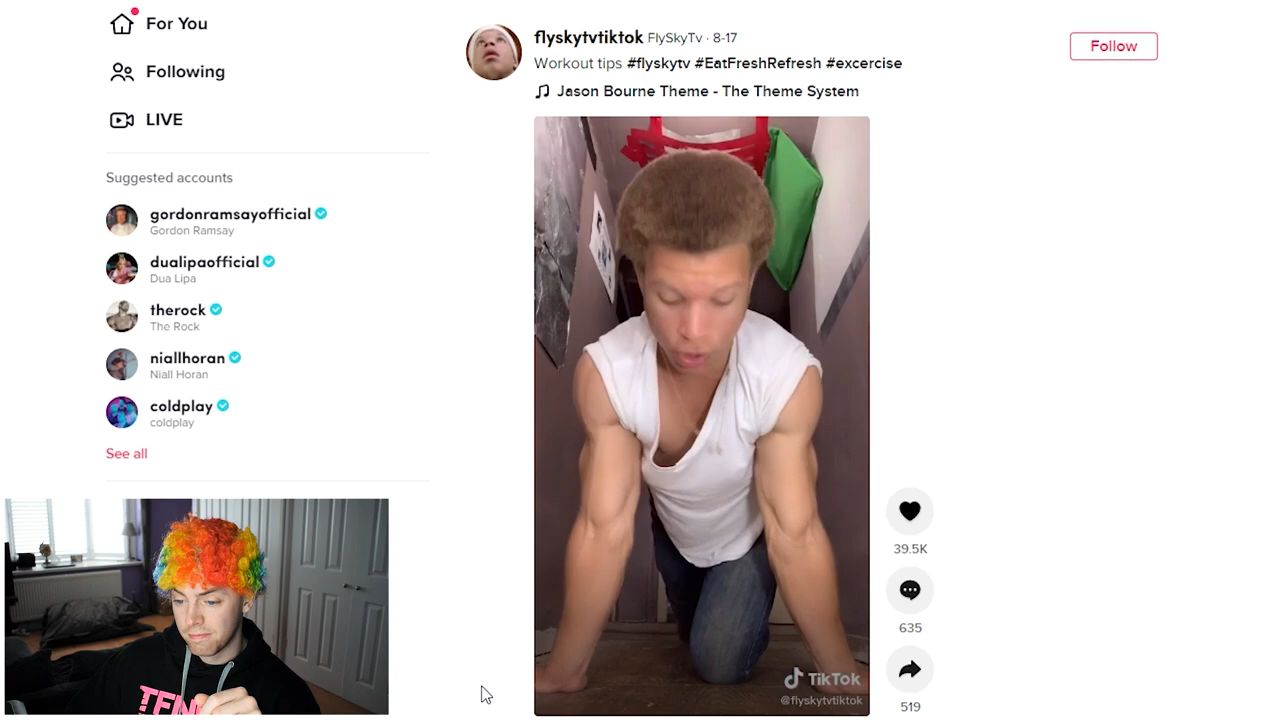 For You
Following
LIVE
Suggested accounts
gordonramsayofficial
Gordon Ramsay
dualipaofficial
Dua Lipa
therock
The Rock
niallhoran
Niall Horan
coldplay
coldplay
See all
flyskytvtiktok FlySkyTv · 8-17
Workout tips #flyskytv #EatFreshRefresh #excercise
Jason Bourne Theme - The Theme System
Follow
39.5K
635
519
TikTok
@flyskytvtiktok